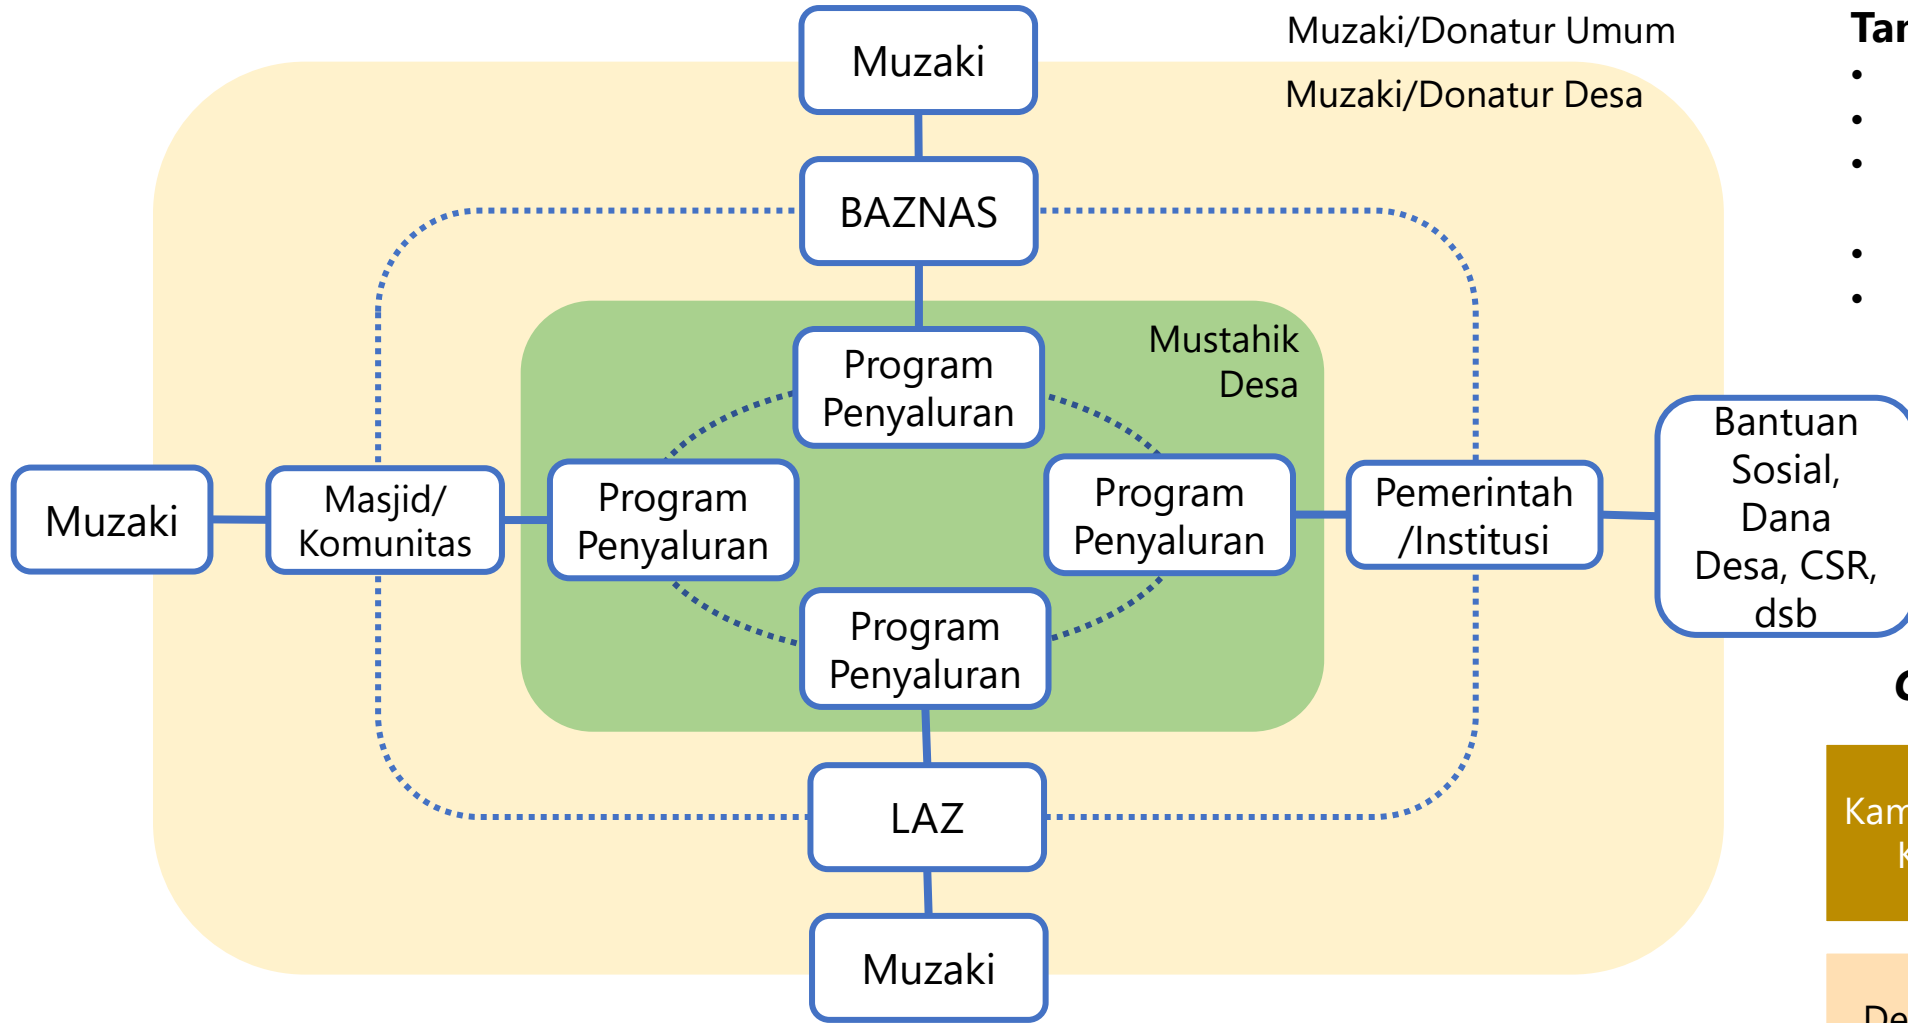 Muzaki
Muzaki/Donatur Umum
Muzaki/Donatur Desa
BAZNAS
Mustahik
Desa
Program
Penyaluran
Muzaki
Masjid/
Komunitas
Program
Penyaluran
Program
Penyaluran
Pemerintah
/Institusi
Bantuan
Sosial,
Dana
Desa, CSR,
dsb
Program
Penyaluran
LAZ
Muzaki